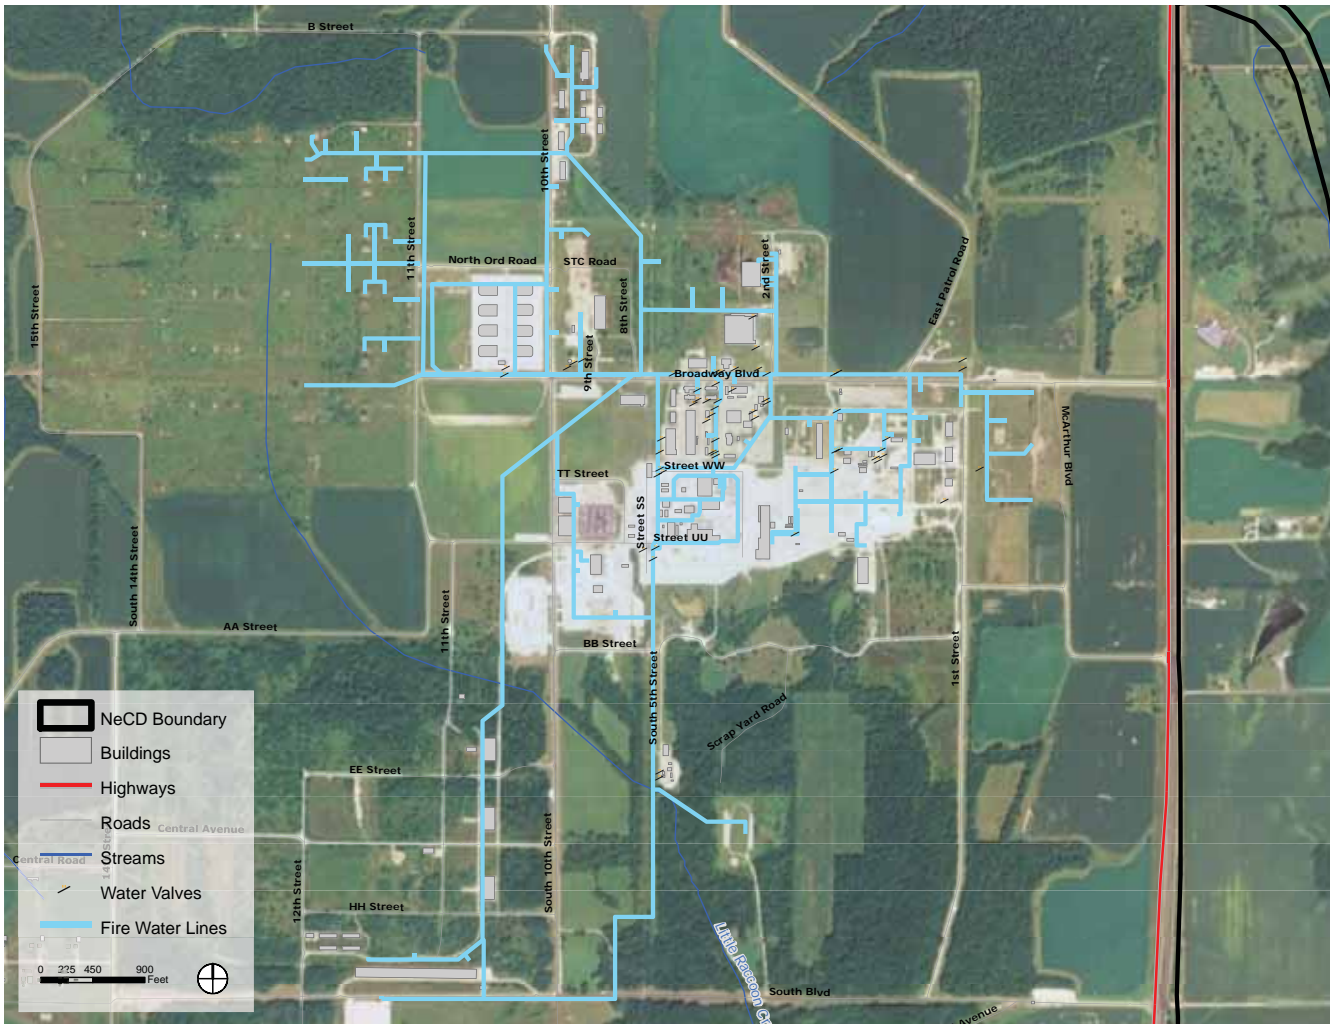 B Street
10th Street
11th Street
North Ord Road
STC Road
2nd Street
East Patrol Road
15th Street
8th Street
9th Street
Broadway Blvd
McArthur Blvd
Street WW
TT Street
Street SS
Street UU
South 14th Street
AA Street
11th Street
BB Street
1st Street
South 5th Street
Scrap Yard Road
NeCD Boundary
Buildings
Highways
Roads
Streams
Water Valves
Fire Water Lines
0 225 450 900
Feet
EE Street
Central Avenue
Central Road
12th Street
South 10th Street
HH Street
Little Raccoon Cr
South Blvd
Avenue